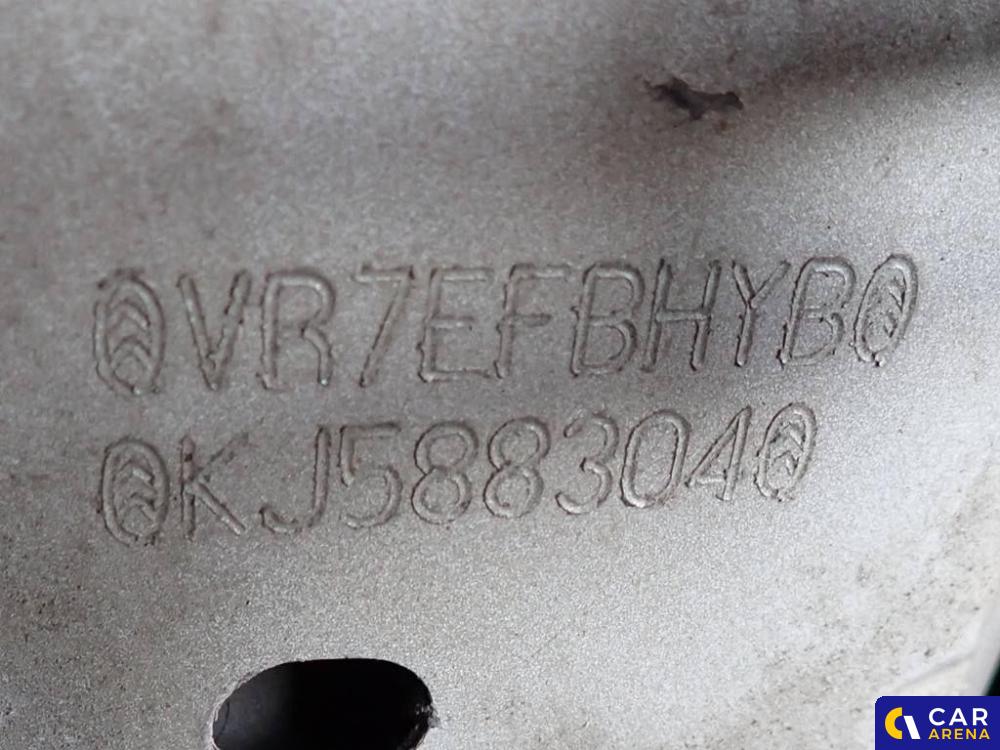 VR7EFBHYB
KJ588304
CAR
ARENA